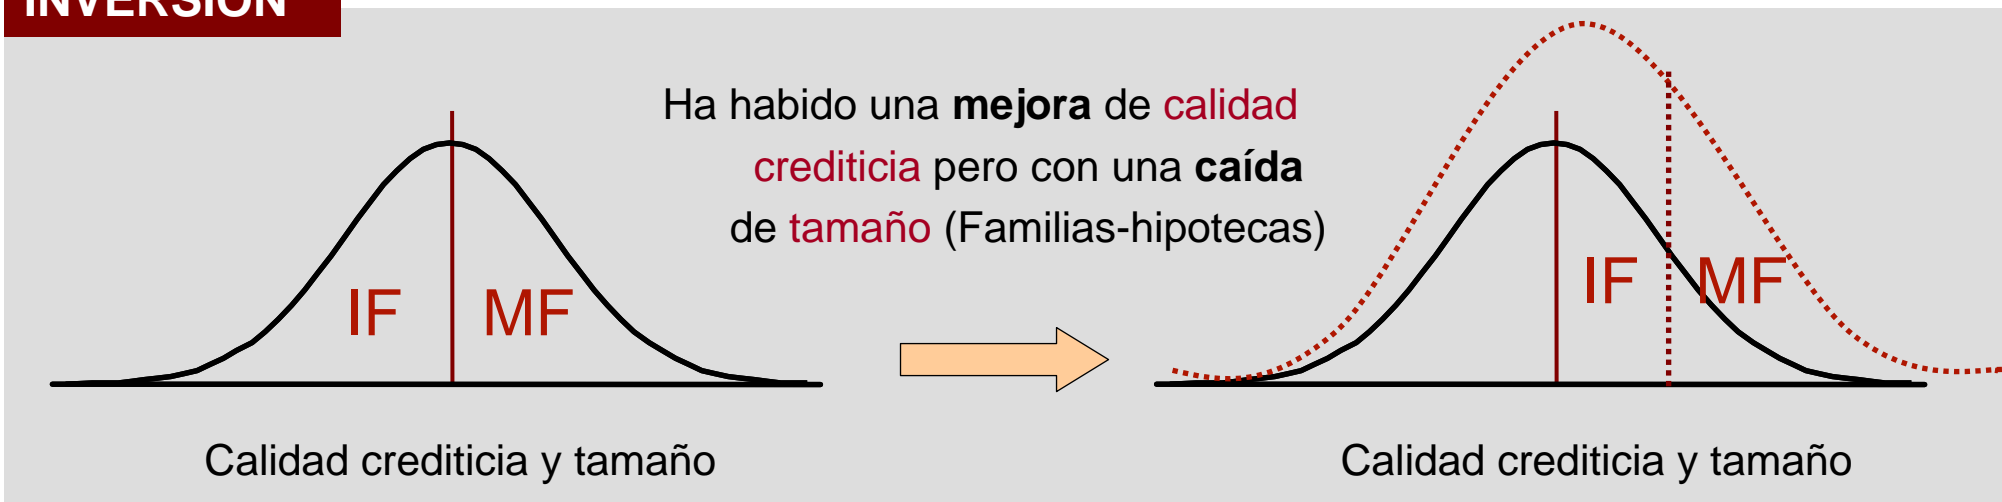 INVERSIÓN
Ha habido una mejora de calidad
crediticia pero con una caída
de tamaño (Familias-hipotecas)
IF MF
IF MF
Calidad crediticia y tamaño
Calidad crediticia y tamaño